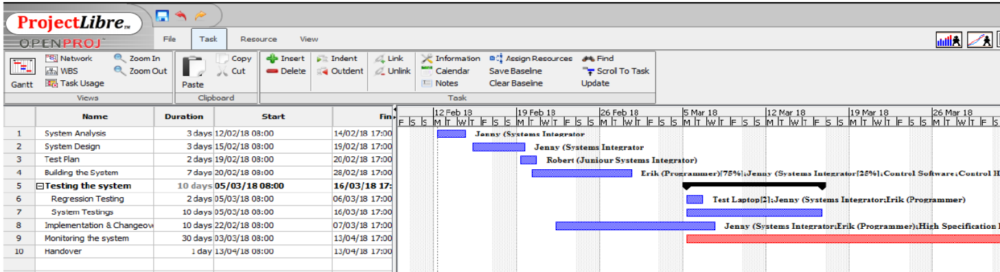 ProjectLibre™
OPENPROJ
File Task Resource View
Network Zoom In Copy Insert Indent Link Information Assign Resources Find
WBS Zoom Out Cut Delete Outdent Unlink Calendar Save Baseline Scroll To Task
Gantt Task Usage Paste Notes Clear Baseline Update
Views Clipboard Task
Name Duration Start Fin
12 Feb 18 19 Feb 18 26 Feb 18 5 Mar 18 12 Mar 18 19 Mar 18 26 Mar 18
F S S M T W T F S S M T W T F S S M T W T F S S M T W T F S S M T W T F S S M T W T F S S M T W T F S
1 System Analysis 3 days 12/02/18 08:00 14/02/18 17:00 Jenny (Systems Integrator
2 System Design 3 days 15/02/18 08:00 19/02/18 17:00 Jenny (Systems Integrator
3 Test Plan 2 days 19/02/18 08:00 20/02/18 17:00 Robert (Juniour Systems Integrator)
4 Building the System 7 days 20/02/18 08:00 28/02/18 17:00 Erik (Programmer)[75%];Jenny (Systems Integrator[25%];Control Software;Control H
5 Testing the system 10 days 05/03/18 08:00 16/03/18 17:
6 Regression Testing 2 days 05/03/18 08:00 06/03/18 17:00 Test Laptop[2];Jenny (Systems Integrator;Erik (Programmer)
7 System Testings 10 days 05/03/18 08:00 16/03/18 17:00
8 Implementation & Changeov 10 days 22/02/18 08:00 07/03/18 17:00 Jenny (Systems Integrator;Erik (Programmer);High Specification
9 Monitoring the system 30 days 03/03/18 08:00 13/04/18 17:00
10 Handover 1 day 13/04/18 08:00 13/04/18 17:00